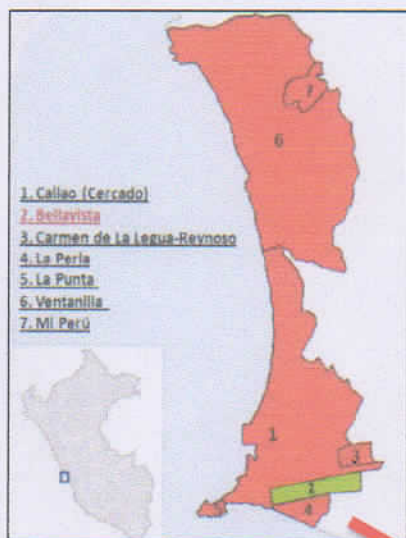 1. Callao (Cercado)
2. Bellavista
3. Carmen de La Legua-Reynoso
4. La Perla
5. La Punta
6. Ventanilla
7. Mi Perú
7
6
1
3
2
4